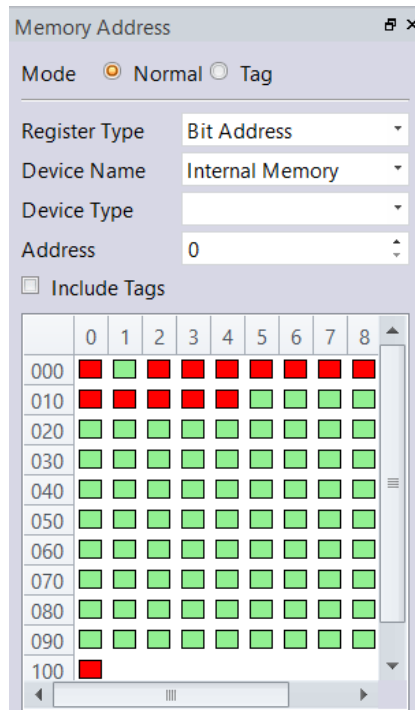 Memory Address
Mode Normal Tag
Register Type Bit Address
Device Name Internal Memory
Device Type
Address 0
Include Tags
0 1 2 3 4 5 6 7 8
000
010
020
030
040
050
060
070
080
090
100